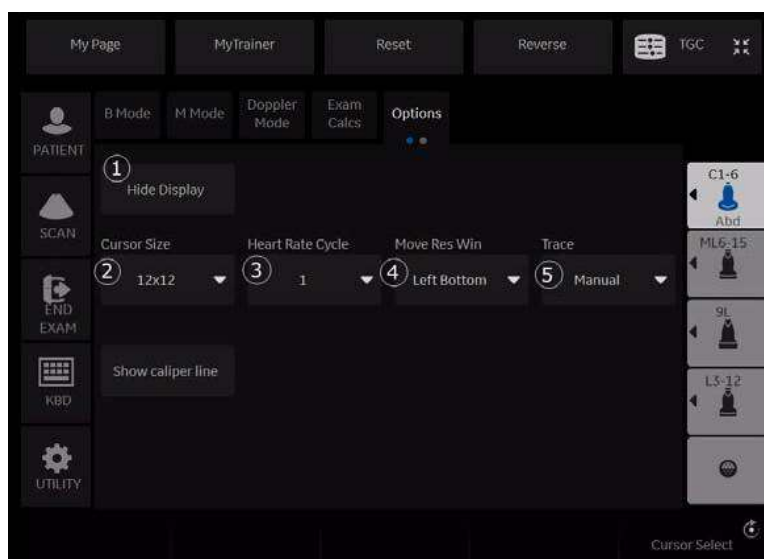 My Page
MyTrainer
Reset
Reverse
TGC
PATIENT
SCAN
END
EXAM
KBD
UTILITY
B Mode
M Mode
Doppler
Mode
Exam
Calcs
Options
①
Hide Display
Cursor Size
② 12x12
Heart Rate Cycle
③ 1
Move Res Win
④ Left Bottom
Trace
⑤ Manual
Show caliper line
C1-6
Abd
ML6-15
9L
L3-12
Cursor Select